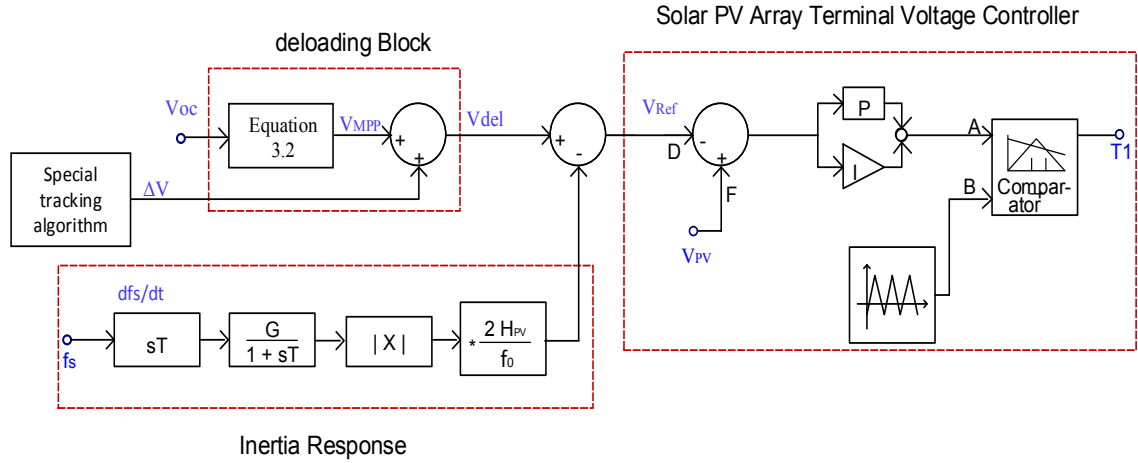 Solar PV Array Terminal Voltage Controller
deloading Block
Voc
Equation
3.2
VMPP
+
+
Vdel
+
-
VRef
D
-
+
F
VPV
P
I
A
B
Compar-
ator
T1
Special
tracking
algorithm
ΔV
dfs/dt
fs
sT
G
1 + sT
| X |
* 2 HPV
f0
Inertia Response